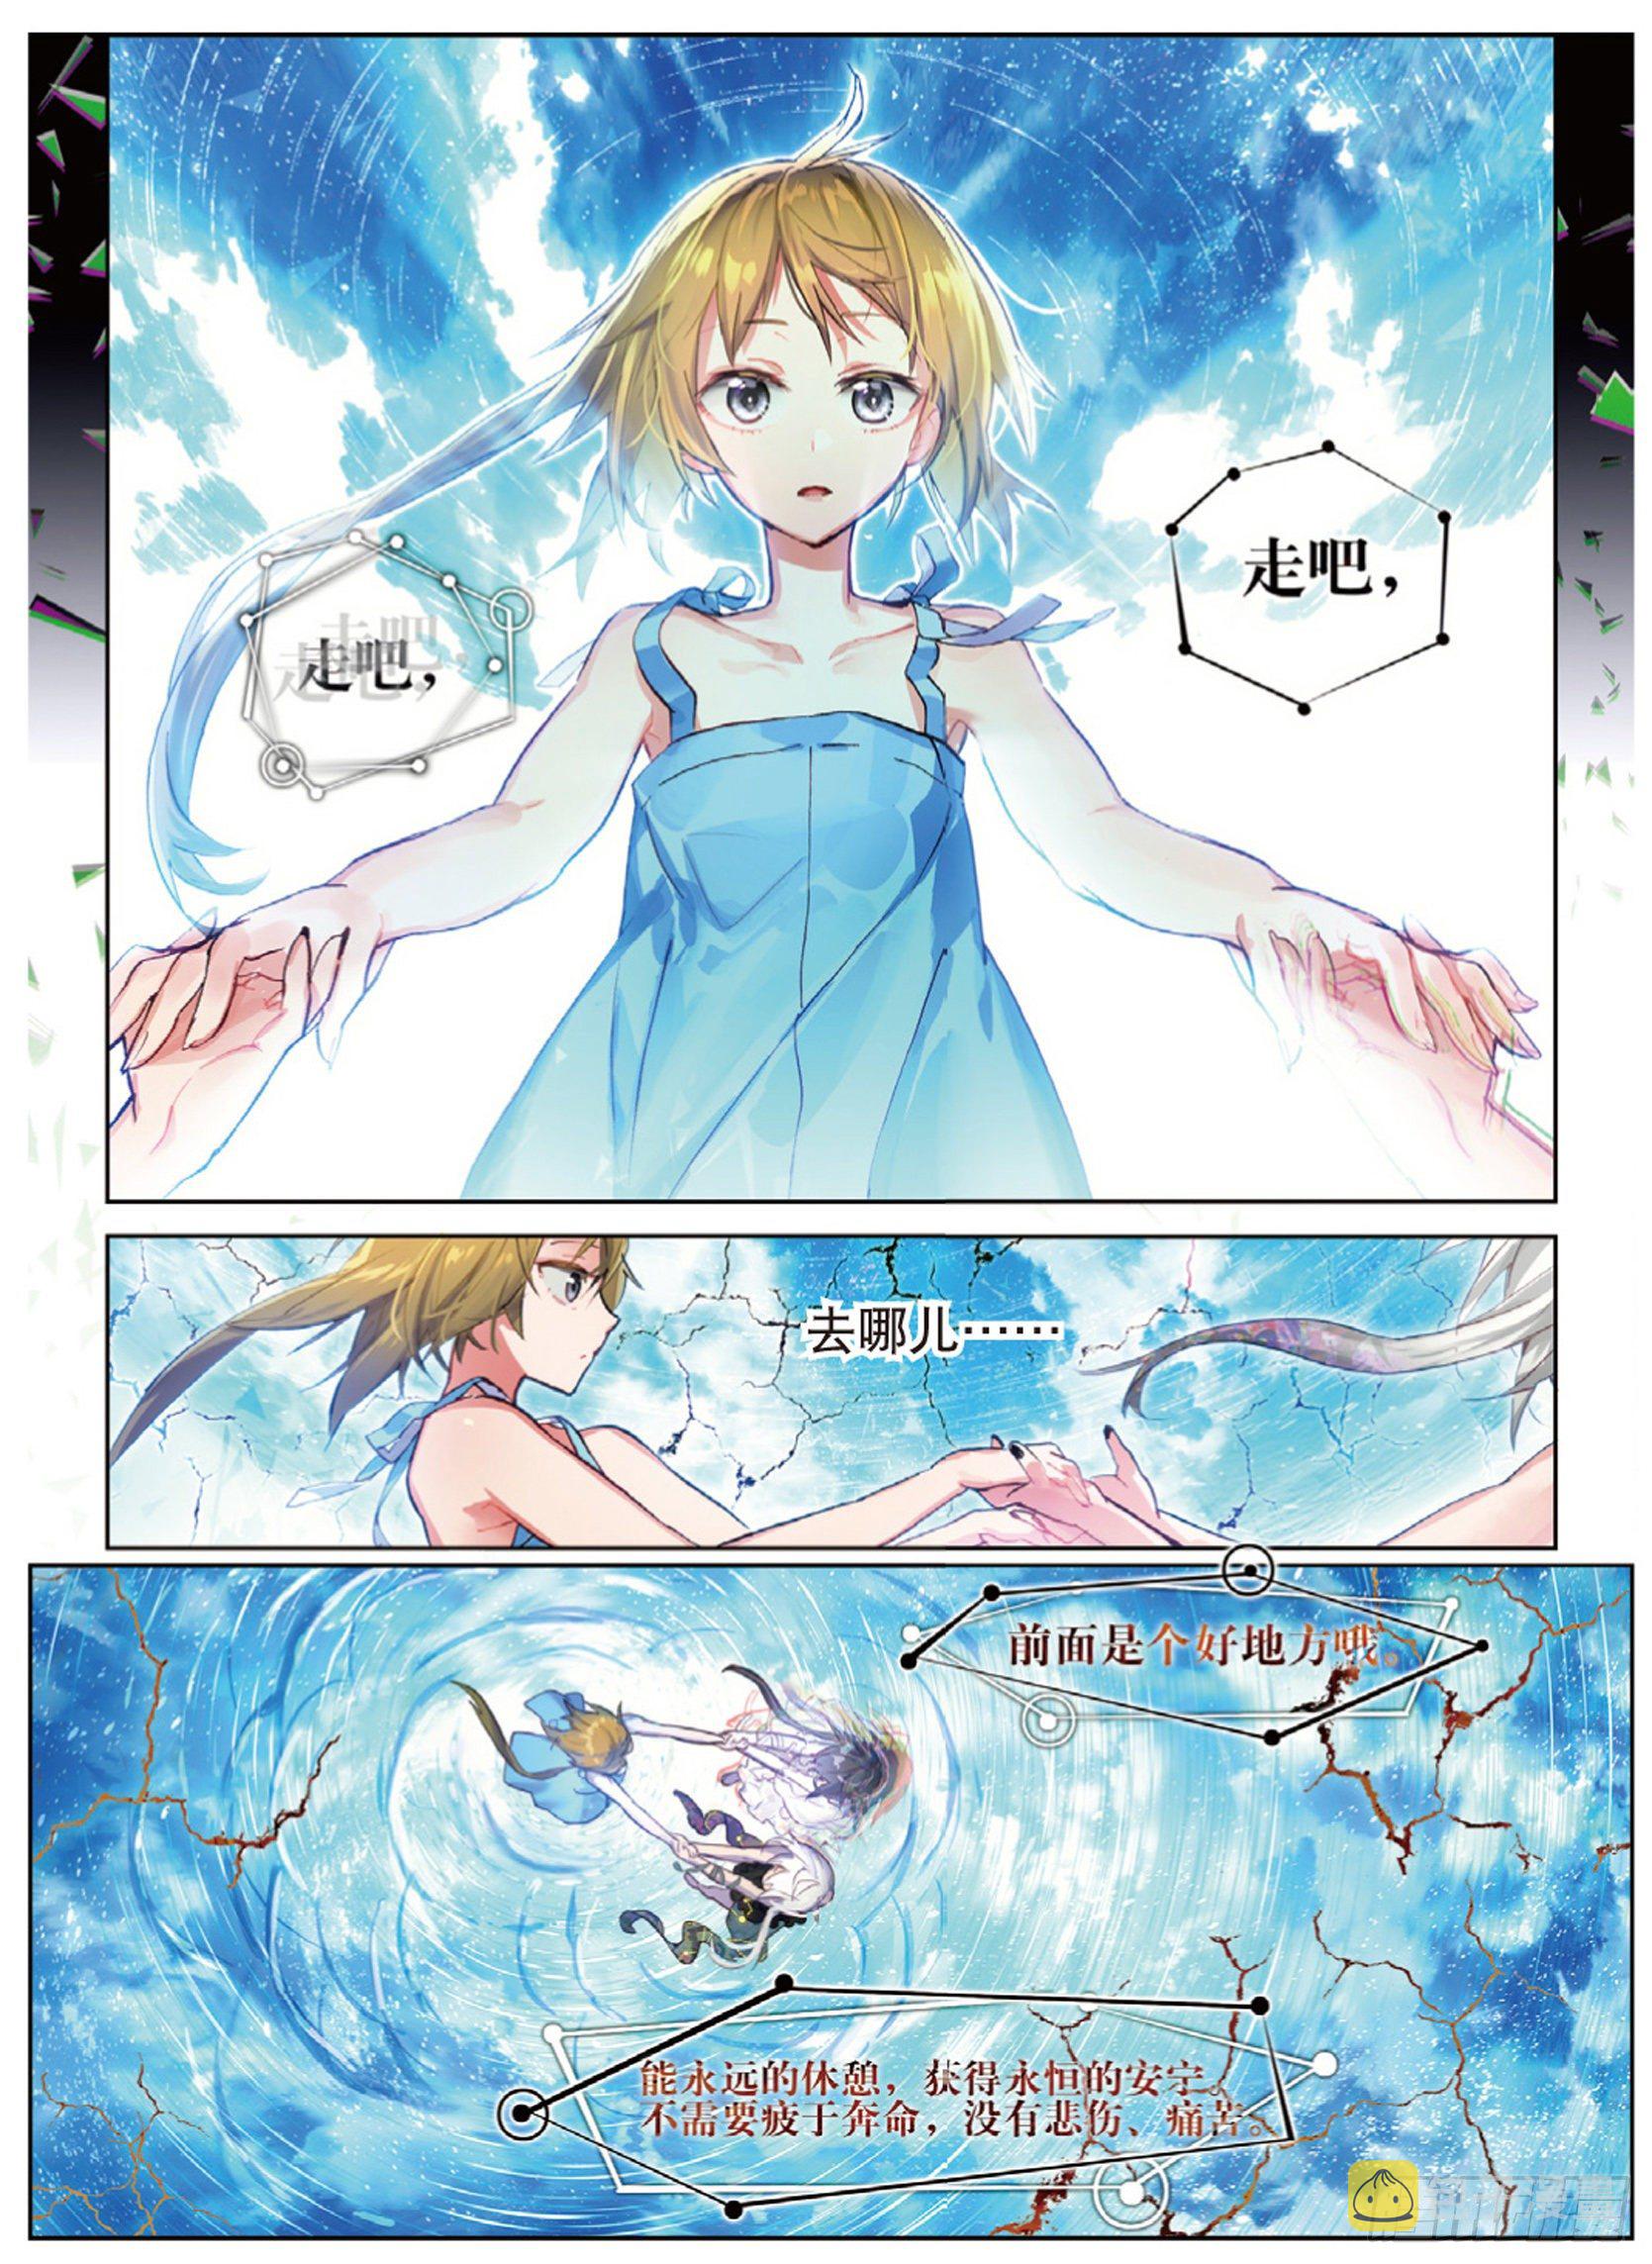 走吧，
走吧，
去哪儿……
前面是个好地方哦。
能永远的休憩，获得永恒的安宁。
不需要疲于奔命，没有悲伤、痛苦。